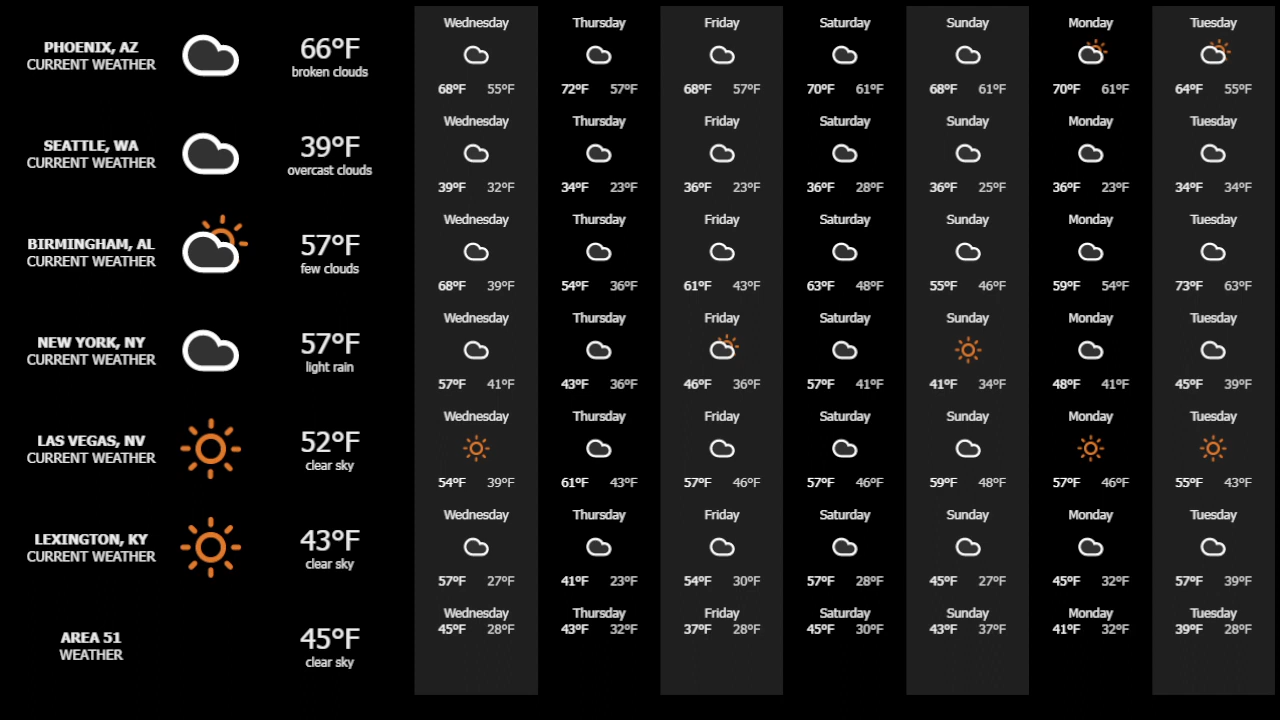 PHOENIX, AZ
CURRENT WEATHER
66°F
broken clouds
Wednesday Thursday Friday Saturday Sunday Monday Tuesday
68°F 55°F 72°F 57°F 68°F 57°F 70°F 61°F 68°F 61°F 70°F 61°F 64°F 55°F
SEATTLE, WA
CURRENT WEATHER
39°F
overcast clouds
Wednesday Thursday Friday Saturday Sunday Monday Tuesday
39°F 32°F 34°F 23°F 36°F 23°F 36°F 28°F 36°F 25°F 36°F 23°F 34°F 34°F
BIRMINGHAM, AL
CURRENT WEATHER
57°F
few clouds
Wednesday Thursday Friday Saturday Sunday Monday Tuesday
68°F 39°F 54°F 36°F 61°F 43°F 63°F 48°F 55°F 46°F 59°F 54°F 73°F 63°F
NEW YORK, NY
CURRENT WEATHER
57°F
light rain
Wednesday Thursday Friday Saturday Sunday Monday Tuesday
57°F 41°F 43°F 36°F 46°F 36°F 57°F 41°F 41°F 34°F 48°F 41°F 45°F 39°F
LAS VEGAS, NV
CURRENT WEATHER
52°F
clear sky
Wednesday Thursday Friday Saturday Sunday Monday Tuesday
54°F 39°F 61°F 43°F 57°F 46°F 57°F 46°F 59°F 48°F 57°F 46°F 55°F 43°F
LEXINGTON, KY
CURRENT WEATHER
43°F
clear sky
Wednesday Thursday Friday Saturday Sunday Monday Tuesday
57°F 27°F 41°F 23°F 54°F 30°F 57°F 28°F 45°F 27°F 45°F 32°F 57°F 39°F
AREA 51
WEATHER
45°F
clear sky
Wednesday Thursday Friday Saturday Sunday Monday Tuesday
45°F 28°F 43°F 32°F 37°F 28°F 45°F 30°F 43°F 37°F 41°F 32°F 39°F 28°F